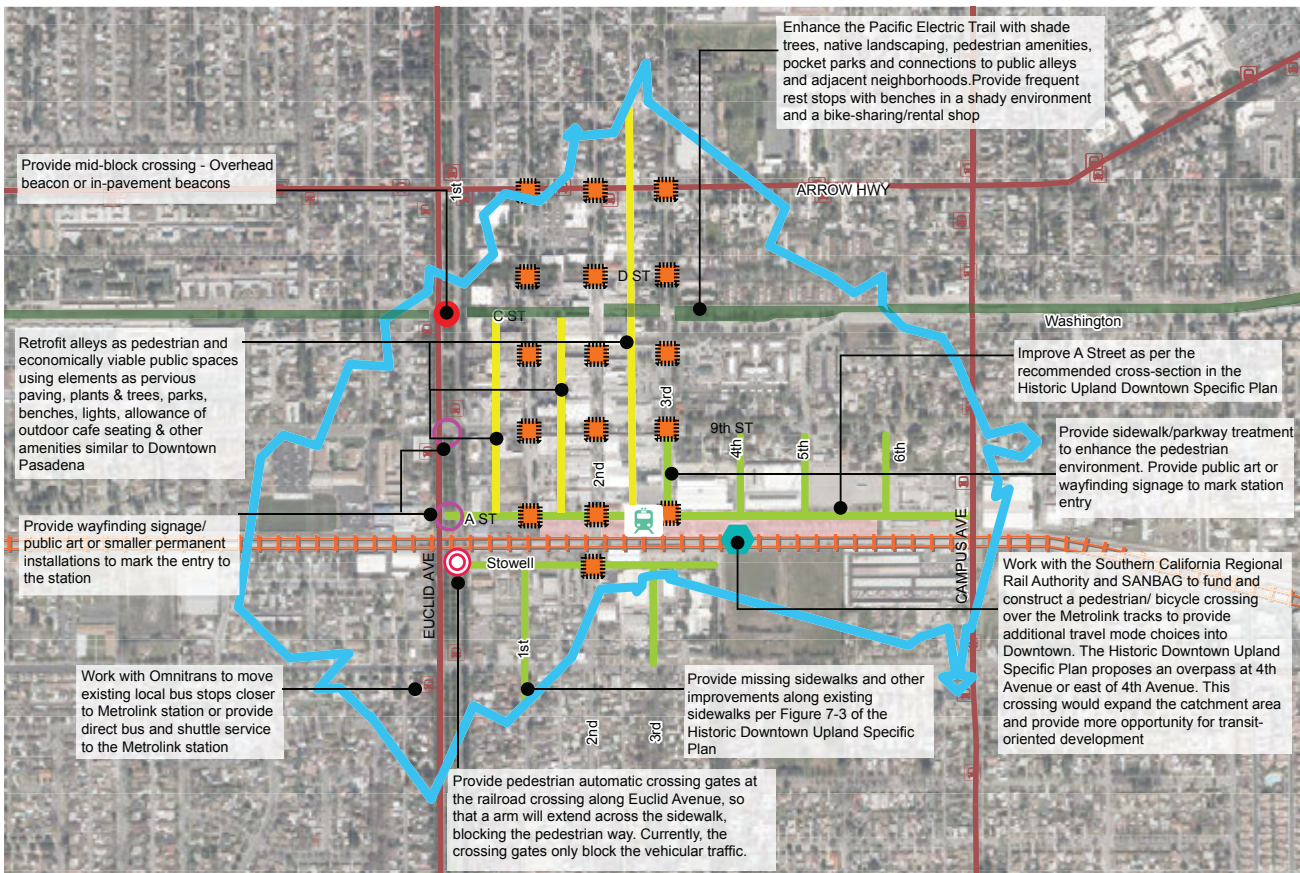 Enhance the Pacific Electric Trail with shade
trees, native landscaping, pedestrian amenities,
pocket parks and connections to public alleys
and adjacent neighborhoods.Provide frequent
rest stops with benches in a shady environment
and a bike-sharing/rental shop
Provide mid-block crossing - Overhead
beacon or in-pavement beacons
1st
ARROW HWY
D ST
C ST
Washington
Retrofit alleys as pedestrian and
economically viable public spaces
using elements as pervious
paving, plants & trees, parks,
benches, lights, allowance of
outdoor cafe seating & other
amenities similar to Downtown
Pasadena
Improve A Street as per the
recommended cross-section in the
Historic Upland Downtown Specific Plan
3rd
9th ST
4th
5th
6th
2nd
Provide sidewalk/parkway treatment
to enhance the pedestrian
environment. Provide public art or
wayfinding signage to mark station
entry
Provide wayfinding signage/
public art or smaller permanent
installations to mark the entry to
the station
A ST
Stowell
EUCLID AVE
CAMPUS AVE
Work with the Southern California Regional
Rail Authority and SANBAG to fund and
construct a pedestrian/ bicycle crossing
over the Metrolink tracks to provide
additional travel mode choices into
Downtown. The Historic Downtown Upland
Specific Plan proposes an overpass at 4th
Avenue or east of 4th Avenue. This
crossing would expand the catchment area
and provide more opportunity for transit-
oriented development
1st
Work with Omnitrans to move
existing local bus stops closer
to Metrolink station or provide
direct bus and shuttle service
to the Metrolink station
Provide missing sidewalks and other
improvements along existing
sidewalks per Figure 7-3 of the
Historic Downtown Upland Specific
Plan
2nd
3rd
Provide pedestrian automatic crossing gates at
the railroad crossing along Euclid Avenue, so
that a arm will extend across the sidewalk,
blocking the pedestrian way. Currently, the
crossing gates only block the vehicular traffic.